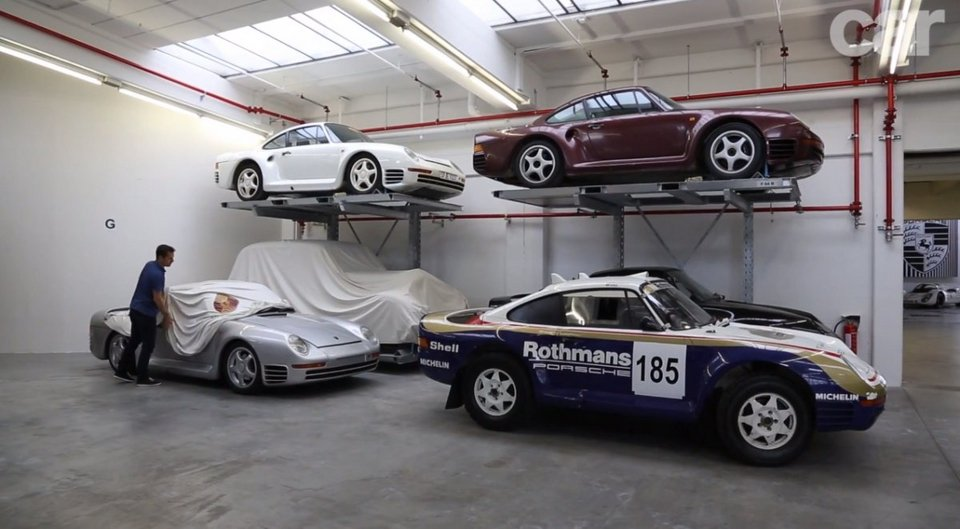 car
G
Shell
MICHELIN
Rothmans
PORSCHE
185
MICHELIN